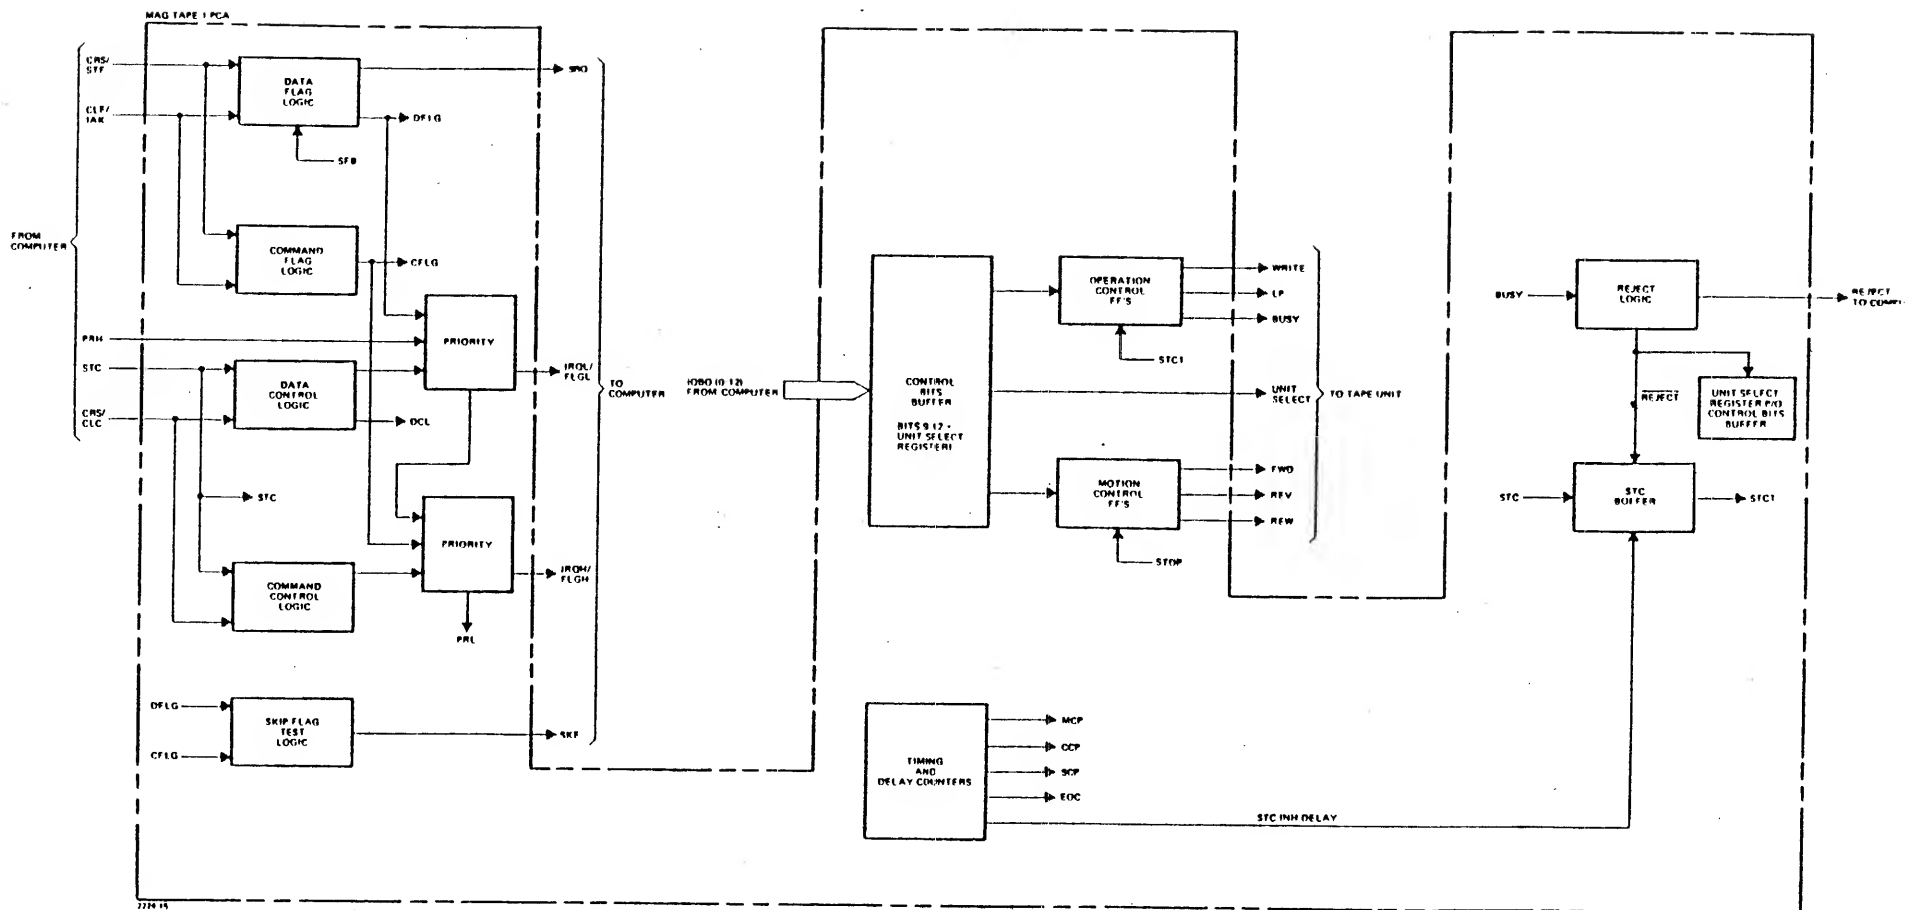 MAG TAPE 1 PCA
CRS/
STF
CLF/
IAK
DATA
FLAG
LOGIC
SRQ
DFLG
SFB
FROM
COMPUTER
COMMAND
FLAG
LOGIC
CFLG
PRH
STC
CRS/
CLC
PRIORITY
DATA
CONTROL
LOGIC
IRQL/
FLGL
DCL
TO
COMPUTER
STC
PRIORITY
COMMAND
CONTROL
LOGIC
IRQH/
FLGH
PRL
DFLG
CFLG
SKIP FLAG
TEST
LOGIC
SKF
IOBO (0-12)
FROM COMPUTER
CONTROL
BITS
BUFFER
BITS 9-12 =
UNIT SELECT
REGISTER)
OPERATION
CONTROL
FF'S
WRITE
LP
BUSY
STC1
UNIT
SELECT
TO TAPE UNIT
MOTION
CONTROL
FF'S
FWD
REV
REW
STOP
TIMING
AND
DELAY COUNTERS
MCP
CCP
SCP
EOC
STC INH DELAY
BUSY
REJECT
LOGIC
REJECT
TO COMPU
REJECT
UNIT SELECT
REGISTER P/O
CONTROL BITS
BUFFER
STC
STC
BUFFER
STC1